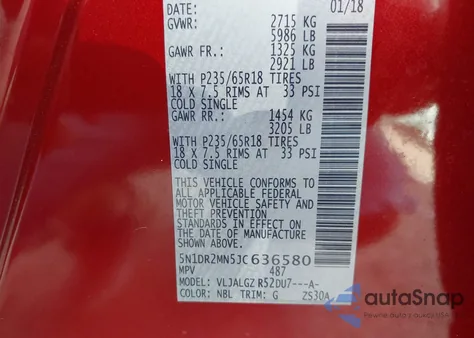 DATE: 01/18
GVWR: 2715 KG
5986 LB
GAWR FR.: 1325 KG
2921 LB
WITH P235/65R18 TIRES
18 X 7.5 RIMS AT 33 PSI
COLD SINGLE
GAWR RR.: 1454 KG
3205 LB
WITH P235/65R18 TIRES
18 X 7.5 RIMS AT 33 PSI
COLD SINGLE
THIS VEHICLE CONFORMS TO
ALL APPLICABLE FEDERAL
MOTOR VEHICLE SAFETY AND
THEFT PREVENTION
STANDARDS IN EFFECT ON
THE DATE OF MANUFACTURE
SHOWN ABOVE.
5N1DR2MN5JC636580
MPV 487
MODEL: VLJALGZ R52DU7---A-
COLOR: NBL TRIM: G ZS30A
autoSnap